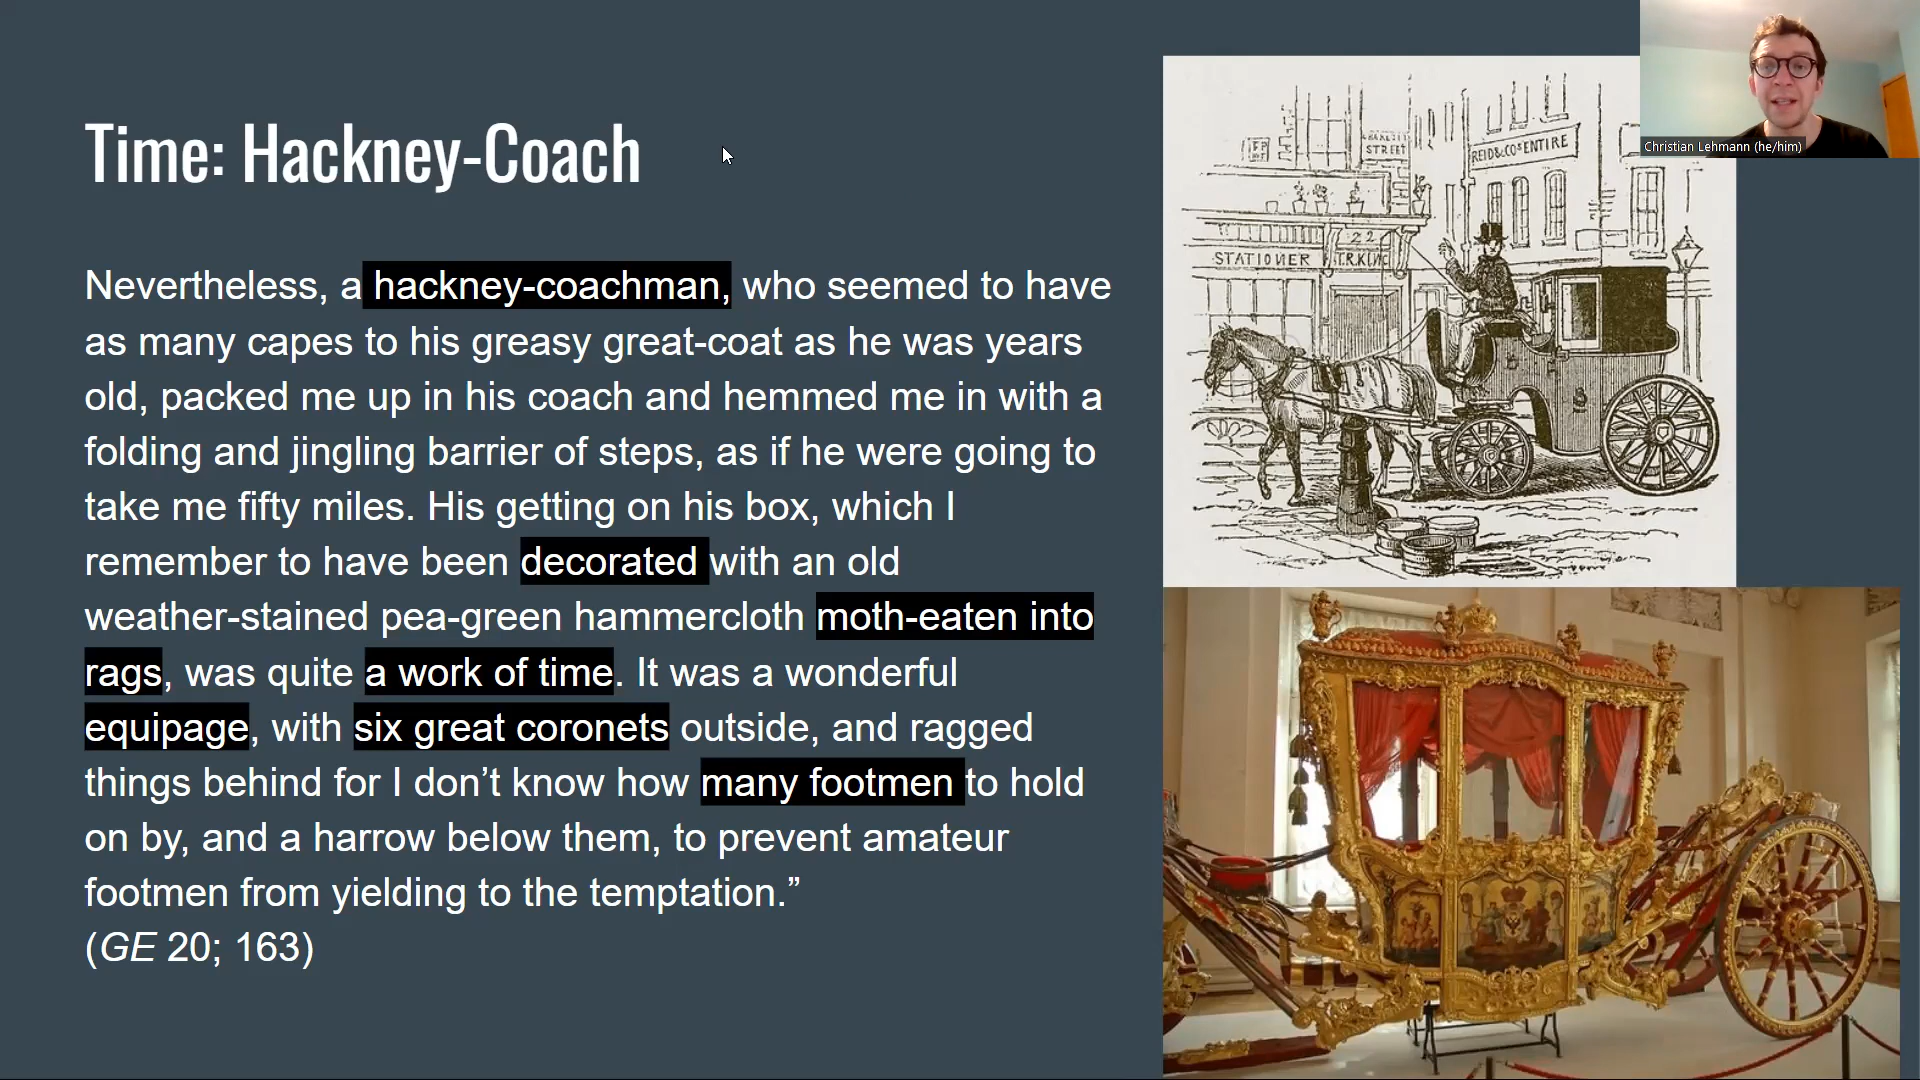 Time: Hackney-Coach
Nevertheless, a hackney-coachman, who seemed to have
as many capes to his greasy great-coat as he was years
old, packed me up in his coach and hemmed me in with a
folding and jingling barrier of steps, as if he were going to
take me fifty miles. His getting on his box, which I
remember to have been decorated with an old
weather-stained pea-green hammercloth moth-eaten into
rags, was quite a work of time. It was a wonderful
equipage, with six great coronets outside, and ragged
things behind for I don’t know how many footmen to hold
on by, and a harrow below them, to prevent amateur
footmen from yielding to the temptation.”
(GE 20; 163)
STREET
REID&COS ENTIRE
22
STATIONER T.R.KING
Christian Lehmann (he/him)